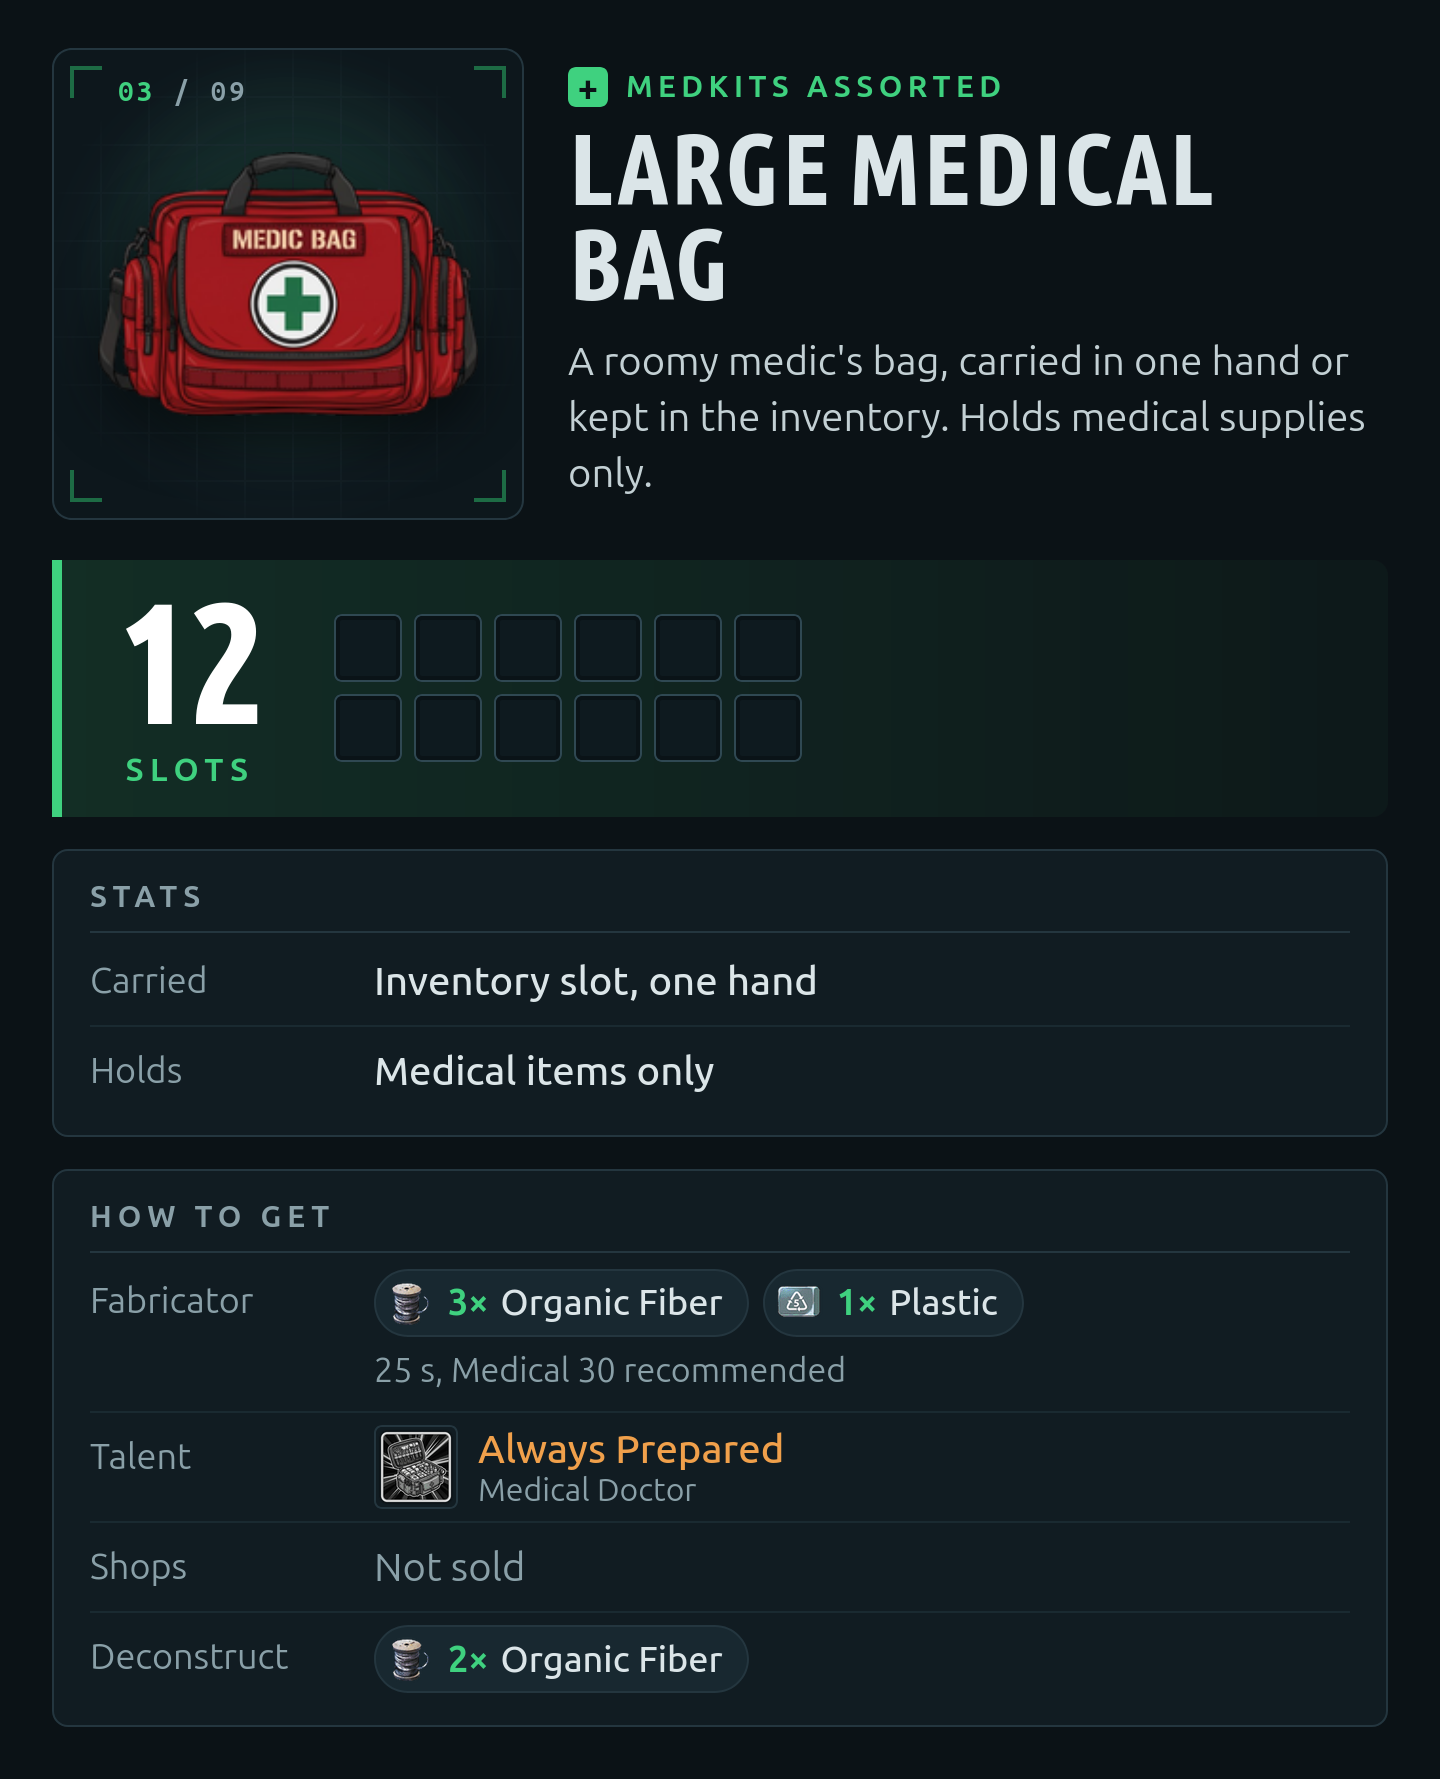 03 / 09
MEDIC BAG
+ MEDKITS ASSORTED
LARGE MEDICAL
BAG
A roomy medic's bag, carried in one hand or
kept in the inventory. Holds medical supplies
only.
12
SLOTS
STATS
Carried Inventory slot, one hand
Holds Medical items only
HOW TO GET
Fabricator 3× Organic Fiber 1× Plastic
25 s, Medical 30 recommended
Talent Always Prepared
Medical Doctor
Shops Not sold
Deconstruct 2× Organic Fiber